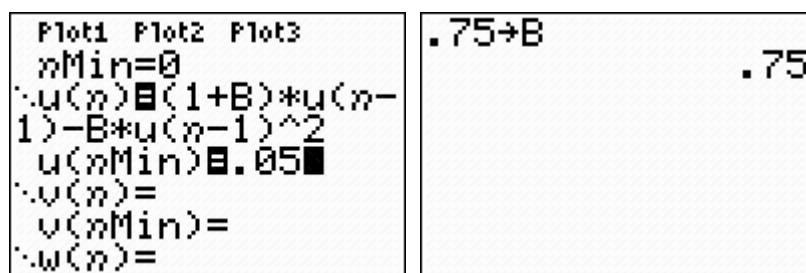 Plot1 Plot2 Plot3
nMin=0
u(n)=(1+B)*u(n-
1)-B*u(n-1)^2
u(nMin)=.05
v(n)=
v(nMin)=
w(n)=
.75→B
.75